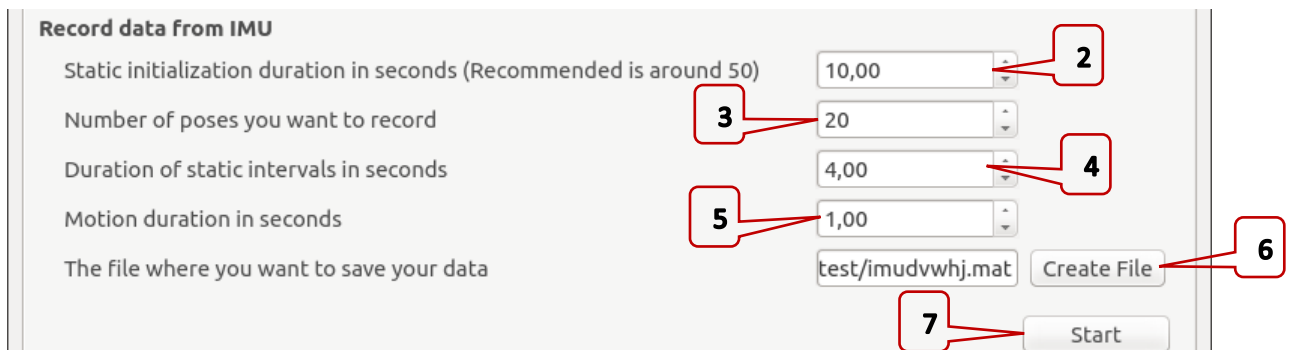 Record data from IMU
2
Static initialization duration in seconds (Recommended is around 50) 10,00
3
Number of poses you want to record 20
4
Duration of static intervals in seconds 4,00
5
Motion duration in seconds 1,00
6
The file where you want to save your data test/imudvwhj.mat Create File
7
Start